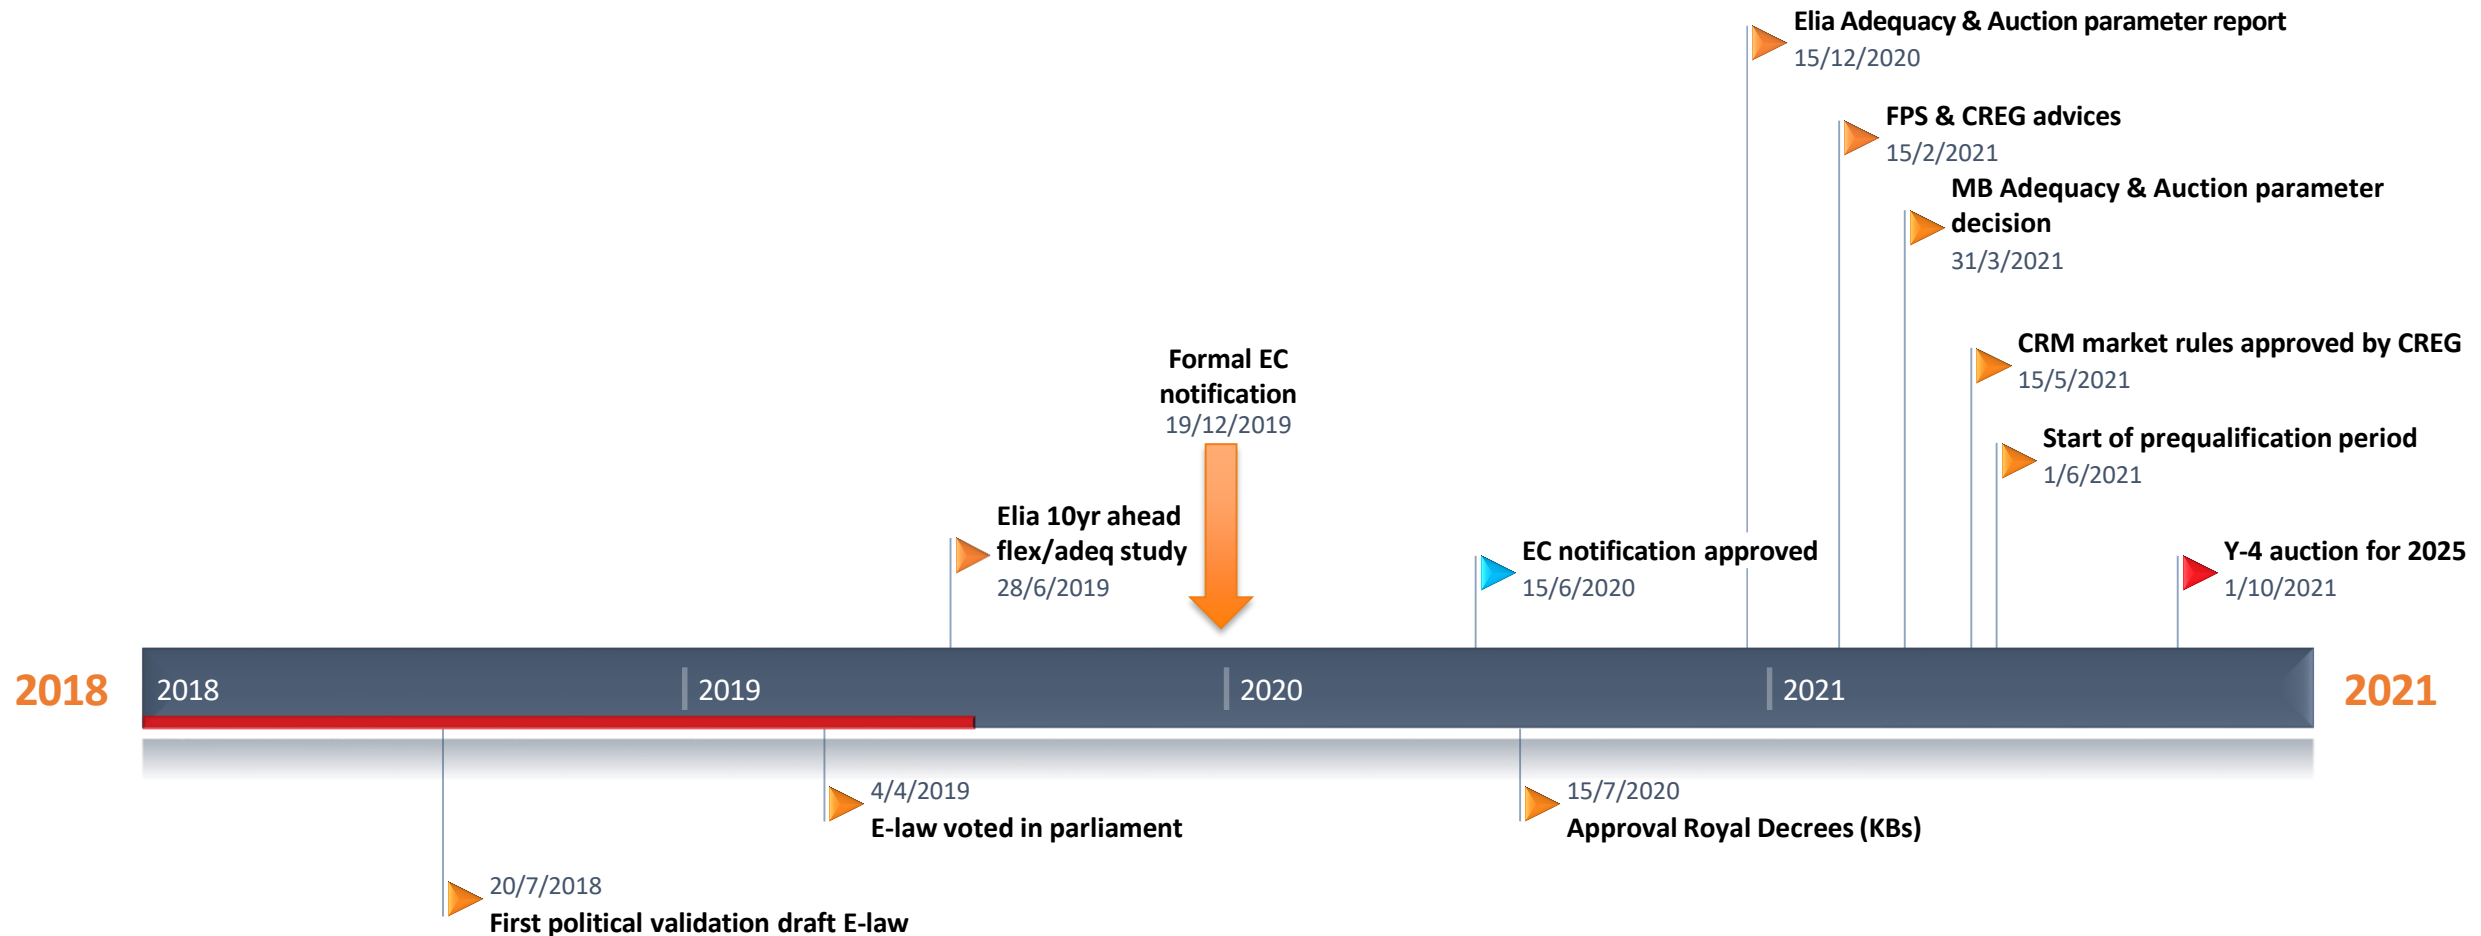 Elia Adequacy & Auction parameter report
15/12/2020
FPS & CREG advices
15/2/2021
MB Adequacy & Auction parameter
decision
31/3/2021
CRM market rules approved by CREG
15/5/2021
Formal EC
notification
19/12/2019
Start of prequalification period
1/6/2021
Elia 10yr ahead
flex/adeq study
28/6/2019
EC notification approved
15/6/2020
Y-4 auction for 2025
1/10/2021
2018
2018
2019
2020
2021
2021
4/4/2019
E-law voted in parliament
15/7/2020
Approval Royal Decrees (KBs)
20/7/2018
First political validation draft E-law